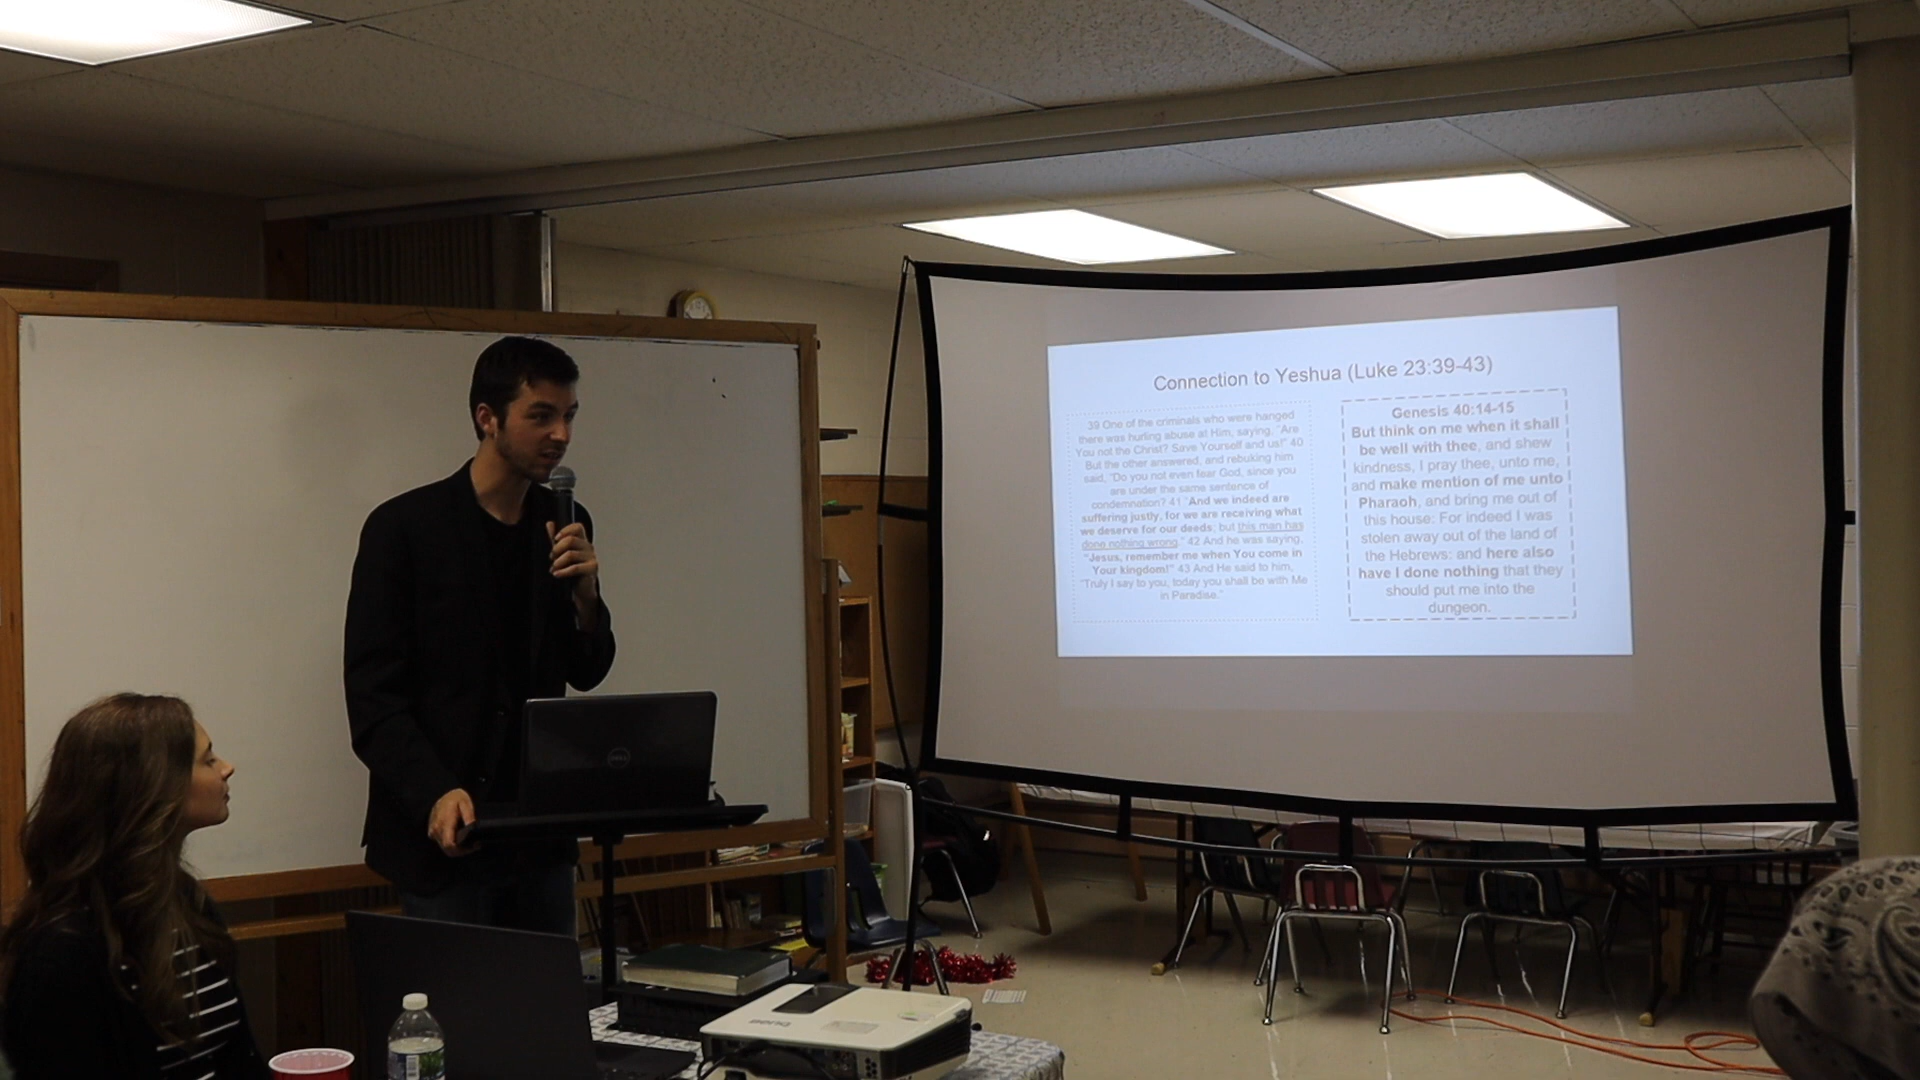 Connection to Yeshua (Luke 23:39-43)
39 One of the criminals who were hanged
there was hurling abuse at Him, saying, "Are
You not the Christ? Save Yourself and us!" 40
But the other answered, and rebuking him
said, "Do you not even fear God, since you
are under the same sentence of
condemnation? 41 "And we indeed are
suffering justly, for we are receiving what
we deserve for our deeds; but this man has
done nothing wrong." 42 And he was saying,
"Jesus, remember me when You come in
Your kingdom!" 43 And He said to him,
"Truly I say to you, today you shall be with Me
in Paradise."
Genesis 40:14-15
But think on me when it shall
be well with thee, and shew
kindness, I pray thee, unto me,
and make mention of me unto
Pharaoh, and bring me out of
this house: For indeed I was
stolen away out of the land of
the Hebrews: and here also
have I done nothing that they
should put me into the
dungeon.
DELL
BenQ